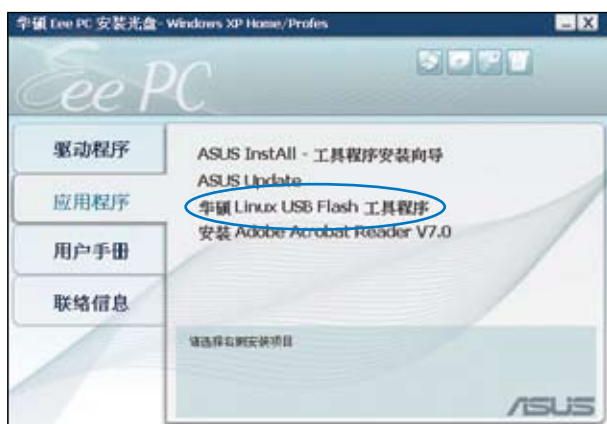 华硕 Eee PC 安装光盘- Windows XP Home/Profes
Eee PC
驱动程序
应用程序
用户手册
联络信息
ASUS InstAll - 工具程序安装向导
ASUS Update
华硕 Linux USB Flash 工具程序
安装 Adobe Acrobat Reader V7.0
请选择右侧安装项目
ASUS